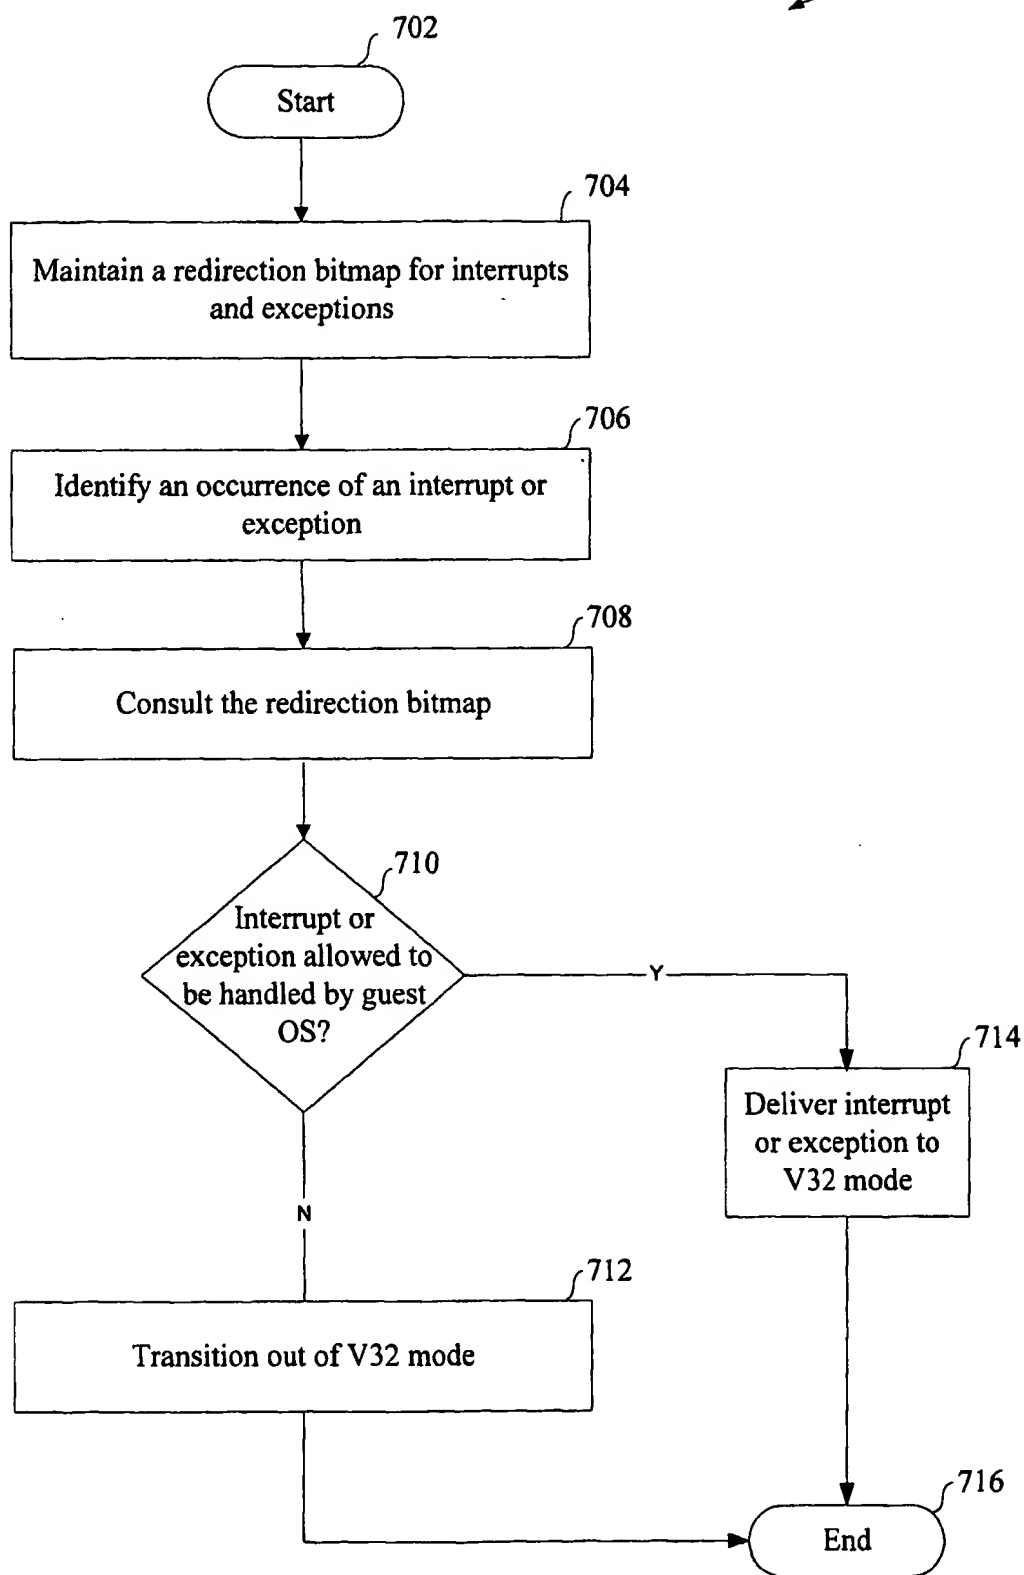 702
Start
704
Maintain a redirection bitmap for interrupts
and exceptions
706
Identify an occurrence of an interrupt or
exception
708
Consult the redirection bitmap
710
Interrupt or
exception allowed to
be handled by guest
OS?
Y
714
Deliver interrupt
or exception to
V32 mode
N
712
Transition out of V32 mode
716
End